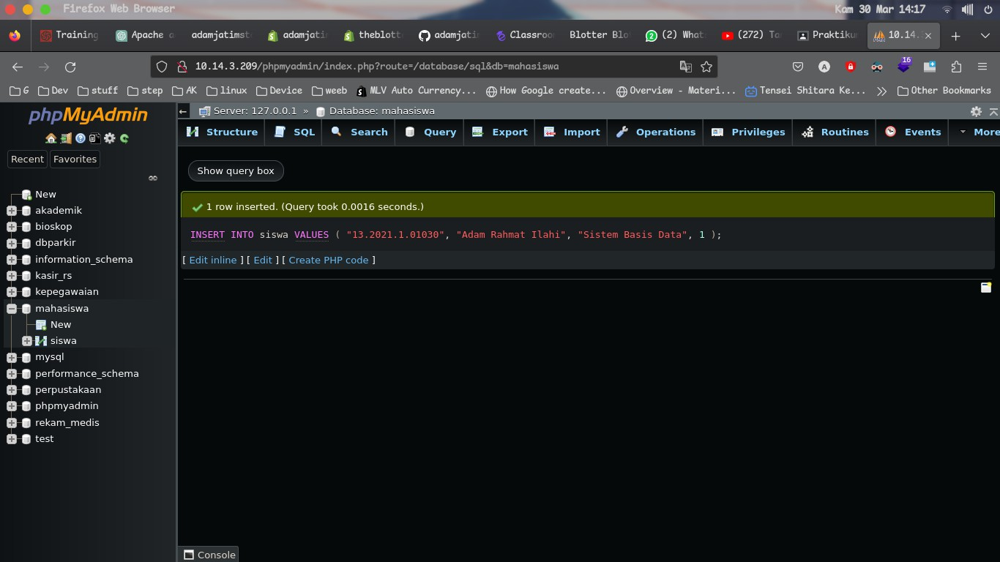 Firefox Web Browser
Kam 30 Mar 14:17
Training
Apache a
adamjatimst
adamjati
theblott
adamjati
Classroo
Blotter Blo
(2) What
(272) Ta
Praktiku
10.14.
10.14.3.209/phpmyadmin/index.php?route=/database/sql&db=mahasiswa
A
16
G
Dev
stuff
step
AK
linux
Device
weeb
MLV Auto Currency...
How Google create...
Overview - Materi...
Tensei Shitara Ke...
Other Bookmarks
phpMyAdmin
Server: 127.0.0.1 » Database: mahasiswa
Structure
SQL
Search
Query
Export
Import
Operations
Privileges
Routines
Events
More
Recent
Favorites
New
akademik
bioskop
dbparkir
information_schema
kasir_rs
kepegawaian
mahasiswa
New
siswa
mysql
performance_schema
perpustakaan
phpmyadmin
rekam_medis
test
Show query box
1 row inserted. (Query took 0.0016 seconds.)
INSERT INTO siswa VALUES ( "13.2021.1.01030", "Adam Rahmat Ilahi", "Sistem Basis Data", 1 );
[ Edit inline ] [ Edit ] [ Create PHP code ]
Console